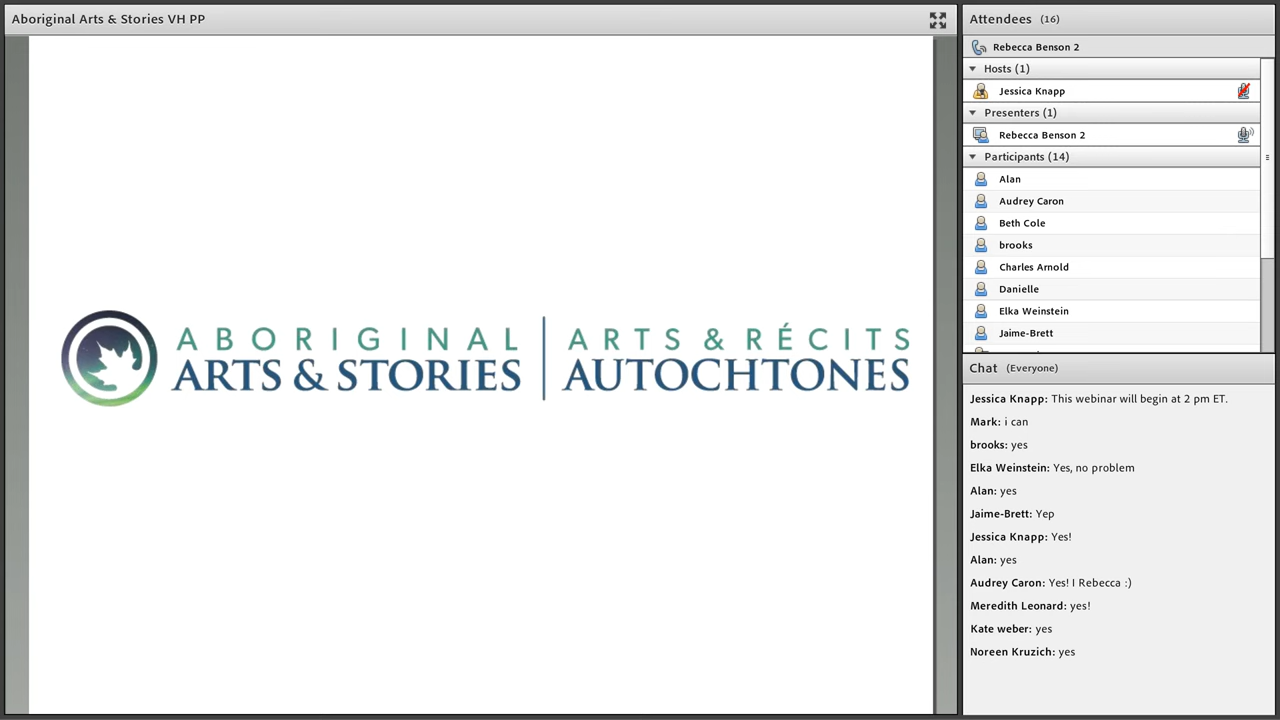 Aboriginal Arts & Stories VH PP
ABORIGINAL
ARTS & STORIES
ARTS & RÉCITS
AUTOCHTONES
Attendees (16)
Rebecca Benson 2
Hosts (1)
Jessica Knapp
Presenters (1)
Rebecca Benson 2
Participants (14)
Alan
Audrey Caron
Beth Cole
brooks
Charles Arnold
Danielle
Elka Weinstein
Jaime-Brett
Chat (Everyone)
Jessica Knapp: This webinar will begin at 2 pm ET.
Mark: i can
brooks: yes
Elka Weinstein: Yes, no problem
Alan: yes
Jaime-Brett: Yep
Jessica Knapp: Yes!
Alan: yes
Audrey Caron: Yes! I Rebecca :)
Meredith Leonard: yes!
Kate weber: yes
Noreen Kruzich: yes